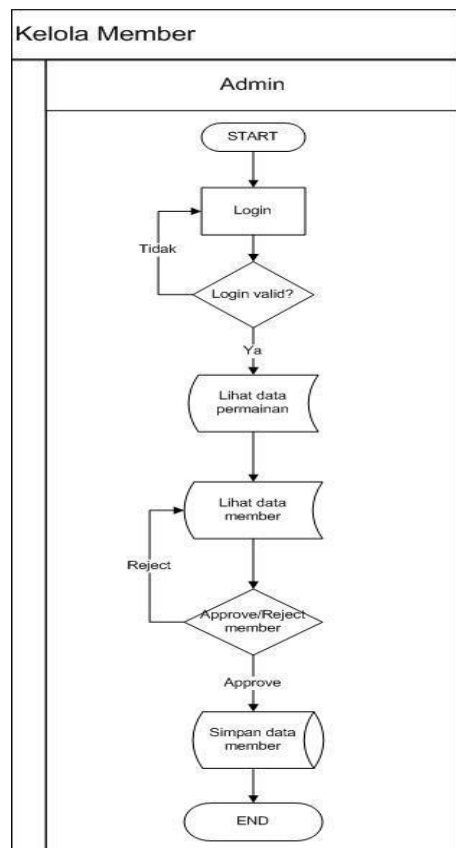 Kelola Member
Admin
START
Login
Tidak
Login valid?
Ya
Lihat data
permainan
Lihat data
member
Reject
Approve/Reject
member
Approve
Simpan data
member
END